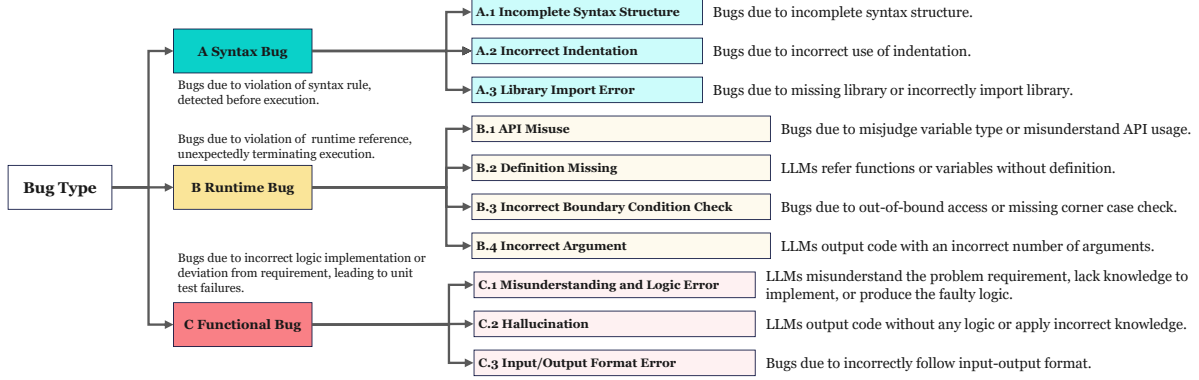 Bug Type
A Syntax Bug
Bugs due to violation of syntax rule,
detected before execution.
A.1 Incomplete Syntax Structure
Bugs due to incomplete syntax structure.
A.2 Incorrect Indentation
Bugs due to incorrect use of indentation.
A.3 Library Import Error
Bugs due to missing library or incorrectly import library.
Bugs due to violation of runtime reference,
unexpectedly terminating execution.
B Runtime Bug
B.1 API Misuse
Bugs due to misjudge variable type or misunderstand API usage.
B.2 Definition Missing
LLMs refer functions or variables without definition.
B.3 Incorrect Boundary Condition Check
Bugs due to out-of-bound access or missing corner case check.
B.4 Incorrect Argument
LLMs output code with an incorrect number of arguments.
Bugs due to incorrect logic implementation or
deviation from requirement, leading to unit
test failures.
C Functional Bug
C.1 Misunderstanding and Logic Error
LLMs misunderstand the problem requirement, lack knowledge to
implement, or produce the faulty logic.
C.2 Hallucination
LLMs output code without any logic or apply incorrect knowledge.
C.3 Input/Output Format Error
Bugs due to incorrectly follow input-output format.